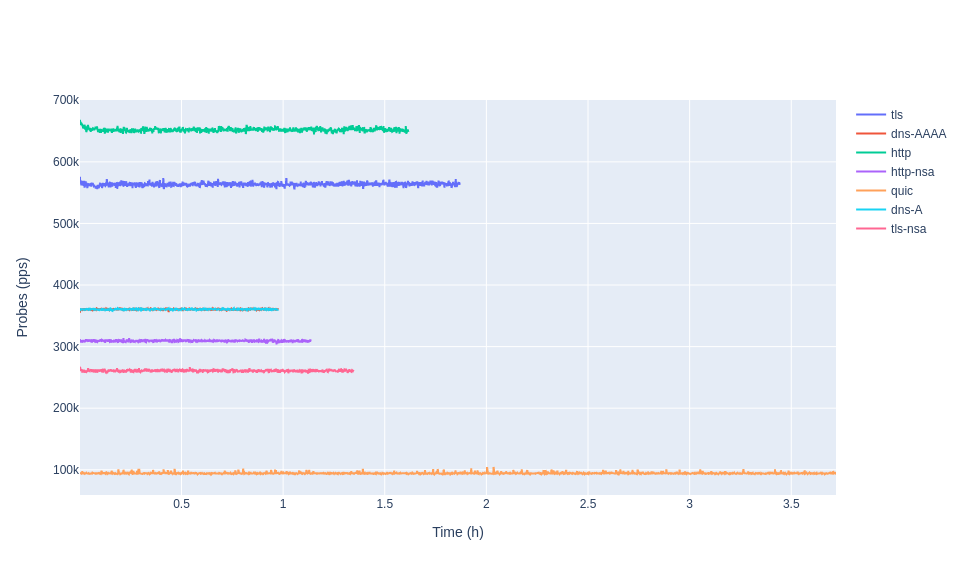 700k
600k
500k
400k
300k
200k
100k
Probes (pps)
0.5
1
1.5
2
2.5
3
3.5
Time (h)
tls
dns-AAAA
http
http-nsa
quic
dns-A
tls-nsa